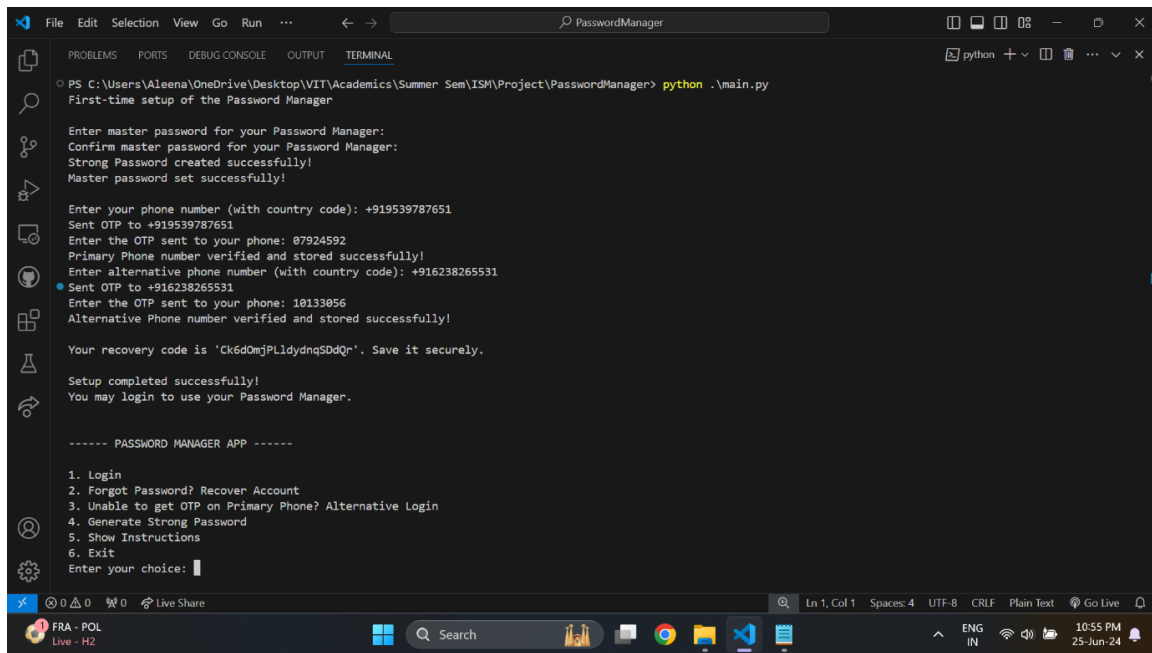 File Edit Selection View Go Run ··· ← → PasswordManager
PROBLEMS PORTS DEBUG CONSOLE OUTPUT TERMINAL python
PS C:\Users\Aleena\OneDrive\Desktop\VIT\Academics\Summer Sem\ISM\Project\PasswordManager> python .\main.py
First-time setup of the Password Manager
Enter master password for your Password Manager:
Confirm master password for your Password Manager:
Strong Password created successfully!
Master password set successfully!
Enter your phone number (with country code): +919539787651
Sent OTP to +919539787651
Enter the OTP sent to your phone: 07924592
Primary Phone number verified and stored successfully!
Enter alternative phone number (with country code): +916238265531
Sent OTP to +916238265531
Enter the OTP sent to your phone: 10133056
Alternative Phone number verified and stored successfully!
Your recovery code is 'Ck6dOmjPLldydnqSDdQr'. Save it securely.
Setup completed successfully!
You may login to use your Password Manager.
------ PASSWORD MANAGER APP ------
1. Login
2. Forgot Password? Recover Account
3. Unable to get OTP on Primary Phone? Alternative Login
4. Generate Strong Password
5. Show Instructions
6. Exit
Enter your choice:
0 0 0 Live Share Ln 1, Col 1 Spaces: 4 UTF-8 CRLF Plain Text Go Live
1 FRA - POL
Live - H2
Search
ENG
IN
10:55 PM
25-Jun-24